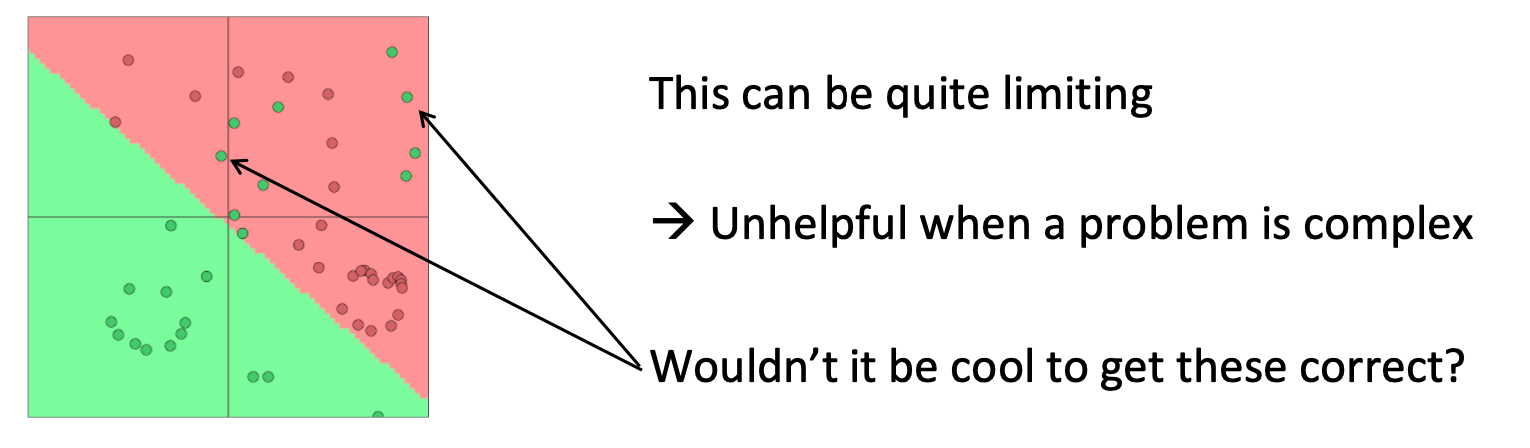 This can be quite limiting
→ Unhelpful when a problem is complex
Wouldn’t it be cool to get these correct?